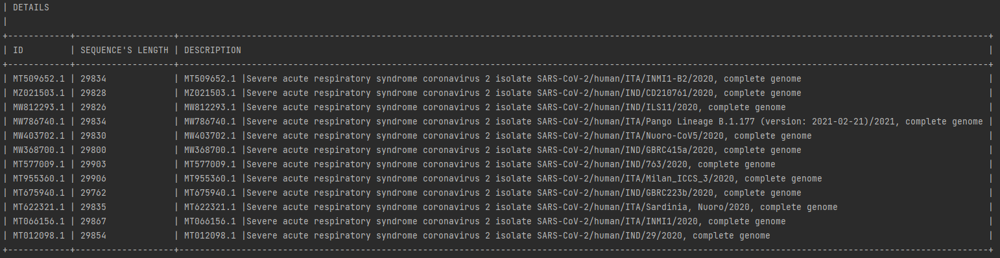 | DETAILS
|
+------------+-------------------+------------------------------------------------------------------------------------------------------------------------------------------------------------+
| ID         | SEQUENCE'S LENGTH | DESCRIPTION                                                                                                                                                |
+------------+-------------------+------------------------------------------------------------------------------------------------------------------------------------------------------------+
| MT509652.1 | 29834             | MT509652.1 |Severe acute respiratory syndrome coronavirus 2 isolate SARS-CoV-2/human/ITA/INMI1-B2/2020, complete genome                                    |
| MZ021503.1 | 29828             | MZ021503.1 |Severe acute respiratory syndrome coronavirus 2 isolate SARS-CoV-2/human/IND/CD210761/2020, complete genome                                    |
| MW812293.1 | 29826             | MW812293.1 |Severe acute respiratory syndrome coronavirus 2 isolate SARS-CoV-2/human/IND/ILS11/2020, complete genome                                       |
| MW786740.1 | 29834             | MW786740.1 |Severe acute respiratory syndrome coronavirus 2 isolate SARS-CoV-2/human/ITA/Pango Lineage B.1.177 (version: 2021-02-21)/2021, complete genome |
| MW403702.1 | 29830             | MW403702.1 |Severe acute respiratory syndrome coronavirus 2 isolate SARS-CoV-2/human/ITA/Nuoro-CoV5/2020, complete genome                                  |
| MW368700.1 | 29800             | MW368700.1 |Severe acute respiratory syndrome coronavirus 2 isolate SARS-CoV-2/human/IND/GBRC415a/2020, complete genome                                    |
| MT577009.1 | 29903             | MT577009.1 |Severe acute respiratory syndrome coronavirus 2 isolate SARS-CoV-2/human/IND/763/2020, complete genome                                         |
| MT955360.1 | 29906             | MT955360.1 |Severe acute respiratory syndrome coronavirus 2 isolate SARS-CoV-2/human/ITA/Milan_ICCS_3/2020, complete genome                                |
| MT675940.1 | 29762             | MT675940.1 |Severe acute respiratory syndrome coronavirus 2 isolate SARS-CoV-2/human/IND/GBRC223b/2020, complete genome                                    |
| MT622321.1 | 29835             | MT622321.1 |Severe acute respiratory syndrome coronavirus 2 isolate SARS-CoV-2/human/ITA/Sardinia, Nuoro/2020, complete genome                             |
| MT066156.1 | 29867             | MT066156.1 |Severe acute respiratory syndrome coronavirus 2 isolate SARS-CoV-2/human/ITA/INMI1/2020, complete genome                                       |
| MT012098.1 | 29854             | MT012098.1 |Severe acute respiratory syndrome coronavirus 2 isolate SARS-CoV-2/human/IND/29/2020, complete genome                                          |
+------------+-------------------+------------------------------------------------------------------------------------------------------------------------------------------------------------+